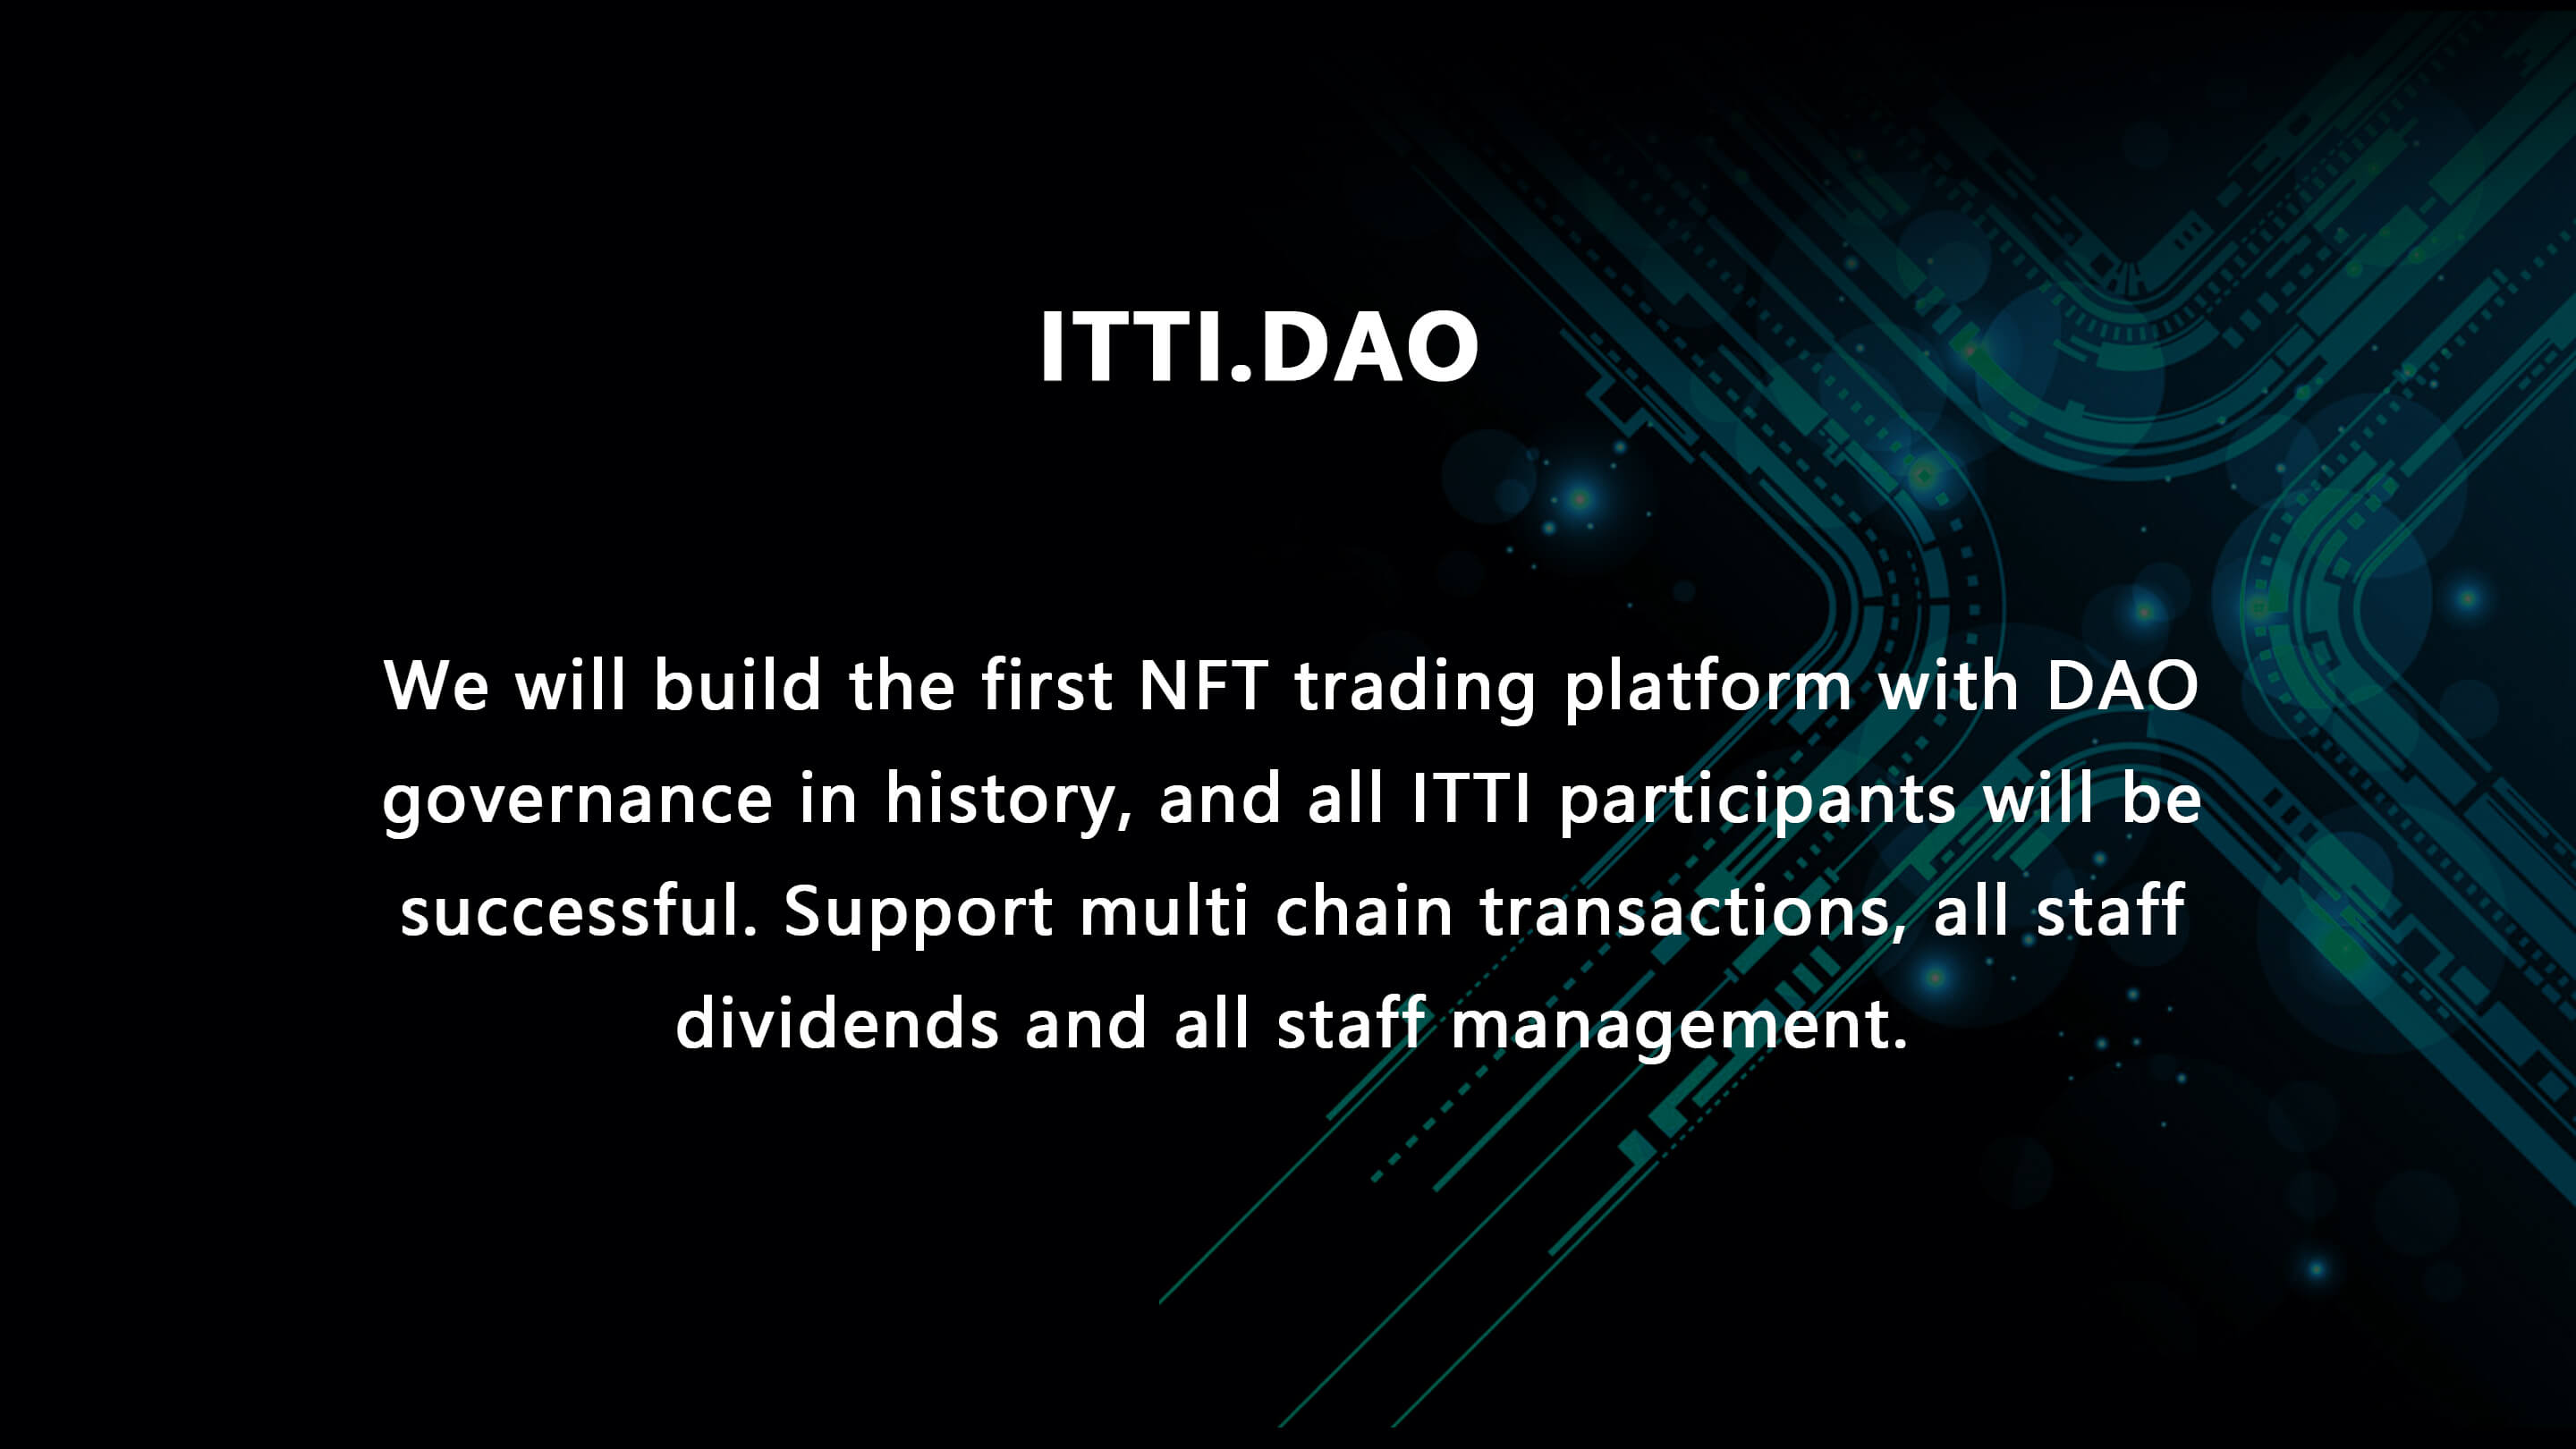 ITTI.DAO
We will build the first NFT trading platform with DAO
governance in history, and all ITTI participants will be
successful. Support multi chain transactions, all staff
dividends and all staff management.